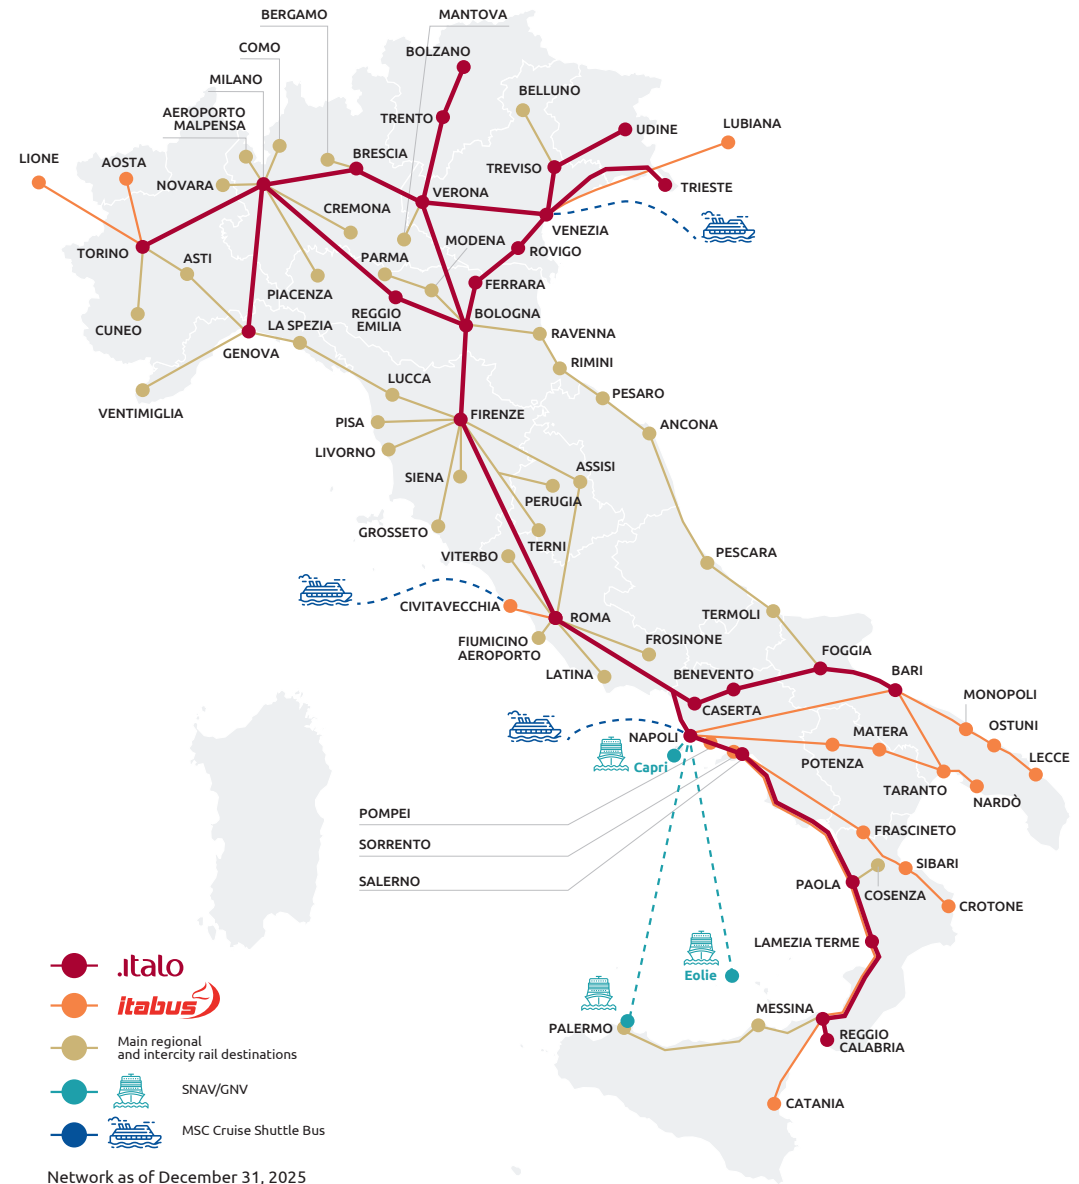 BERGAMO
MANTOVA
COMO
BOLZANO
MILANO
BELLUNO
AEROPORTO
MALPENSA
TRENTO
UDINE
LUBIANA
LIONE
AOSTA
BRESCIA
TREVISO
NOVARA
VERONA
TRIESTE
CREMONA
VENEZIA
MODENA
ROVIGO
TORINO
ASTI
PARMA
PIACENZA
FERRARA
REGGIO
EMILIA
BOLOGNA
CUNEO
LA SPEZIA
RAVENNA
GENOVA
RIMINI
LUCCA
PESARO
VENTIMIGLIA
PISA
FIRENZE
ANCONA
LIVORNO
SIENA
ASSISI
PERUGIA
GROSSETO
TERNI
VITERBO
PESCARA
CIVITAVECCHIA
ROMA
TERMOLI
FIUMICINO
AEROPORTO
FROSINONE
FOGGIA
LATINA
BENEVENTO
BARI
CASERTA
MONOPOLI
NAPOLI
MATERA
OSTUNI
Capri
POTENZA
LECCE
TARANTO
NARDÒ
POMPEI
FRASCINETO
SORRENTO
SIBARI
SALERNO
PAOLA
COSENZA
CROTONE
LAMEZIA TERME
.italo
Eolie
itabus
MESSINA
PALERMO
REGGIO
CALABRIA
Main regional
and intercity rail destinations
SNAV/GNV
CATANIA
MSC Cruise Shuttle Bus
Network as of December 31, 2025